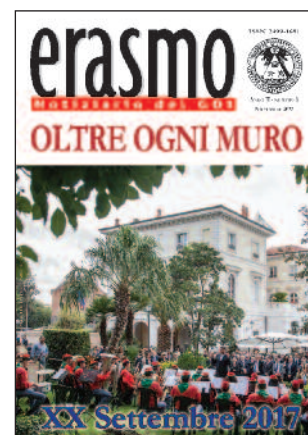 erasmo
Notiziario del GOI
OLTRE OGNI MURO
XX Settembre 2017